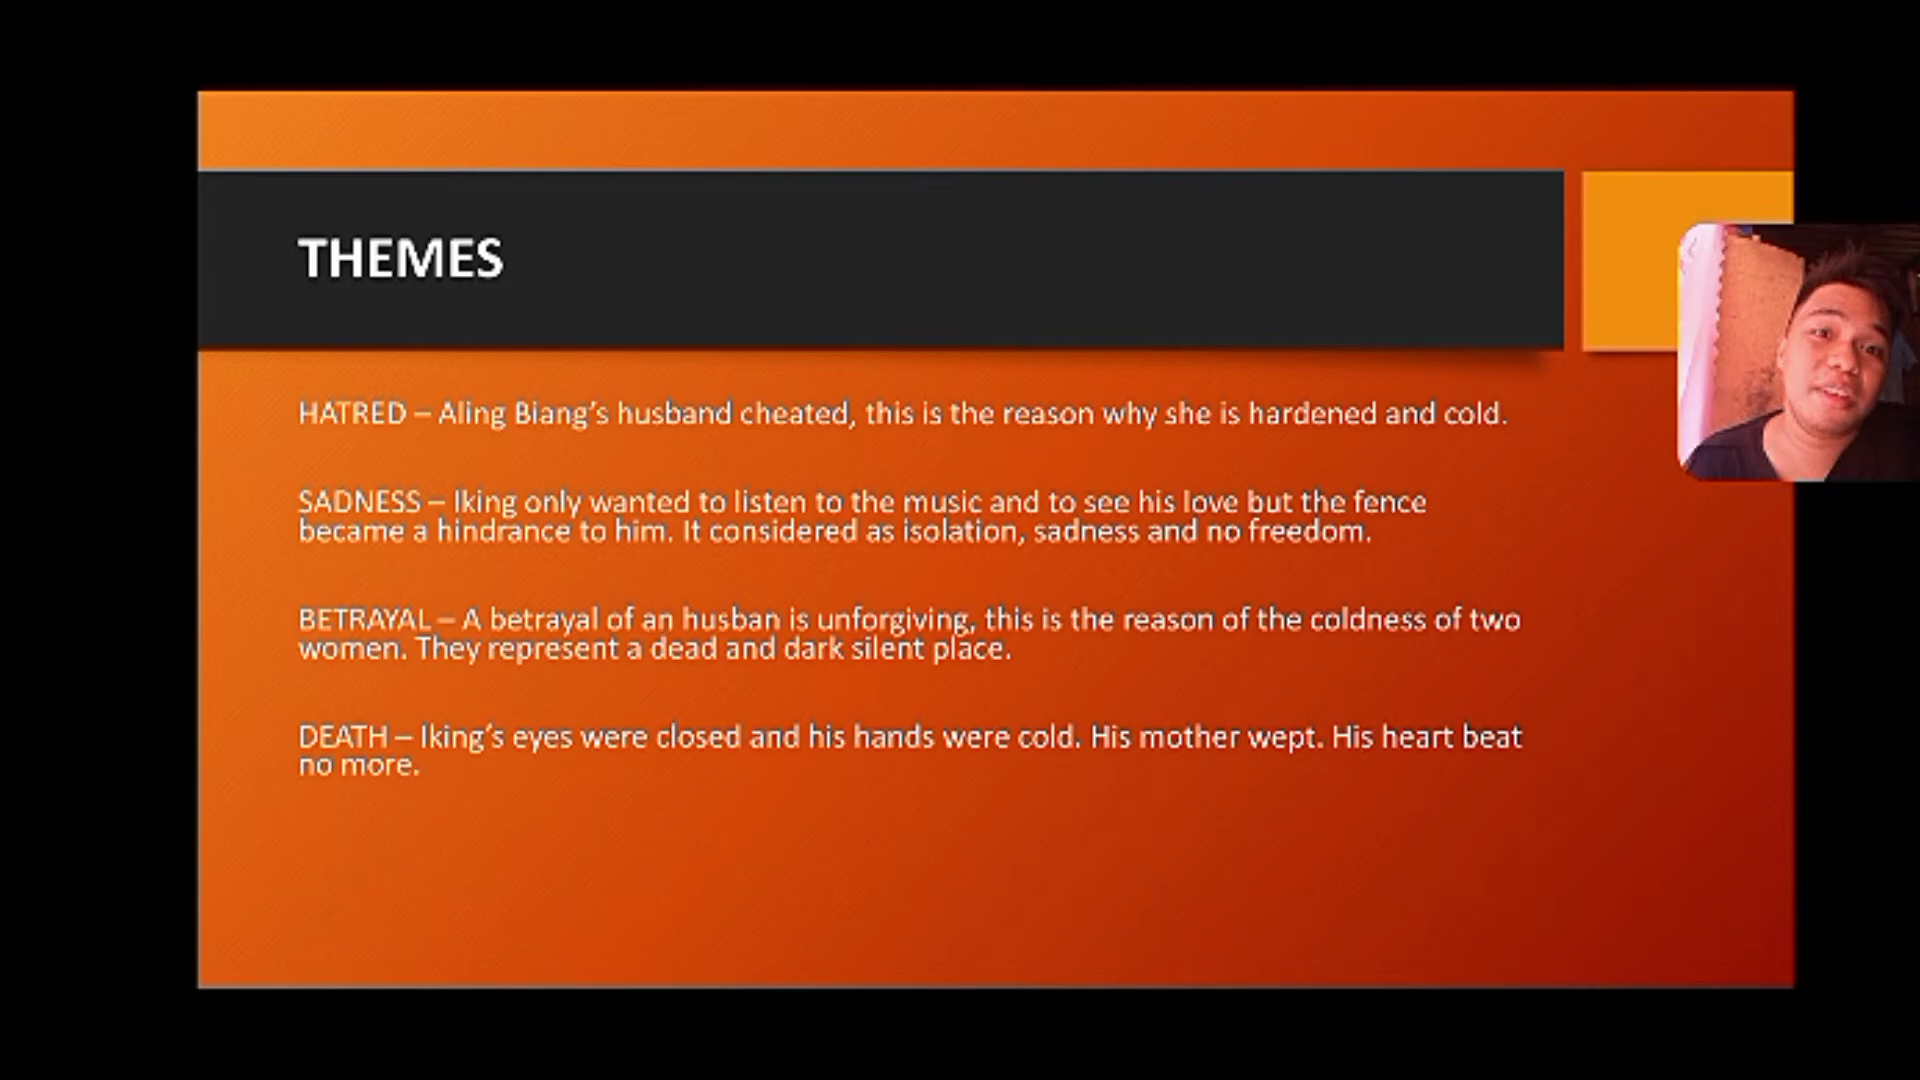 THEMES
HATRED – Aling Biang's husband cheated, this is the reason why she is hardened and cold.
SADNESS – Iking only wanted to listen to the music and to see his love but the fence
became a hindrance to him. It considered as isolation, sadness and no freedom.
BETRAYAL – A betrayal of an husban is unforgiving, this is the reason of the coldness of two
women. They represent a dead and dark silent place.
DEATH – Iking's eyes were closed and his hands were cold. His mother wept. His heart beat
no more.